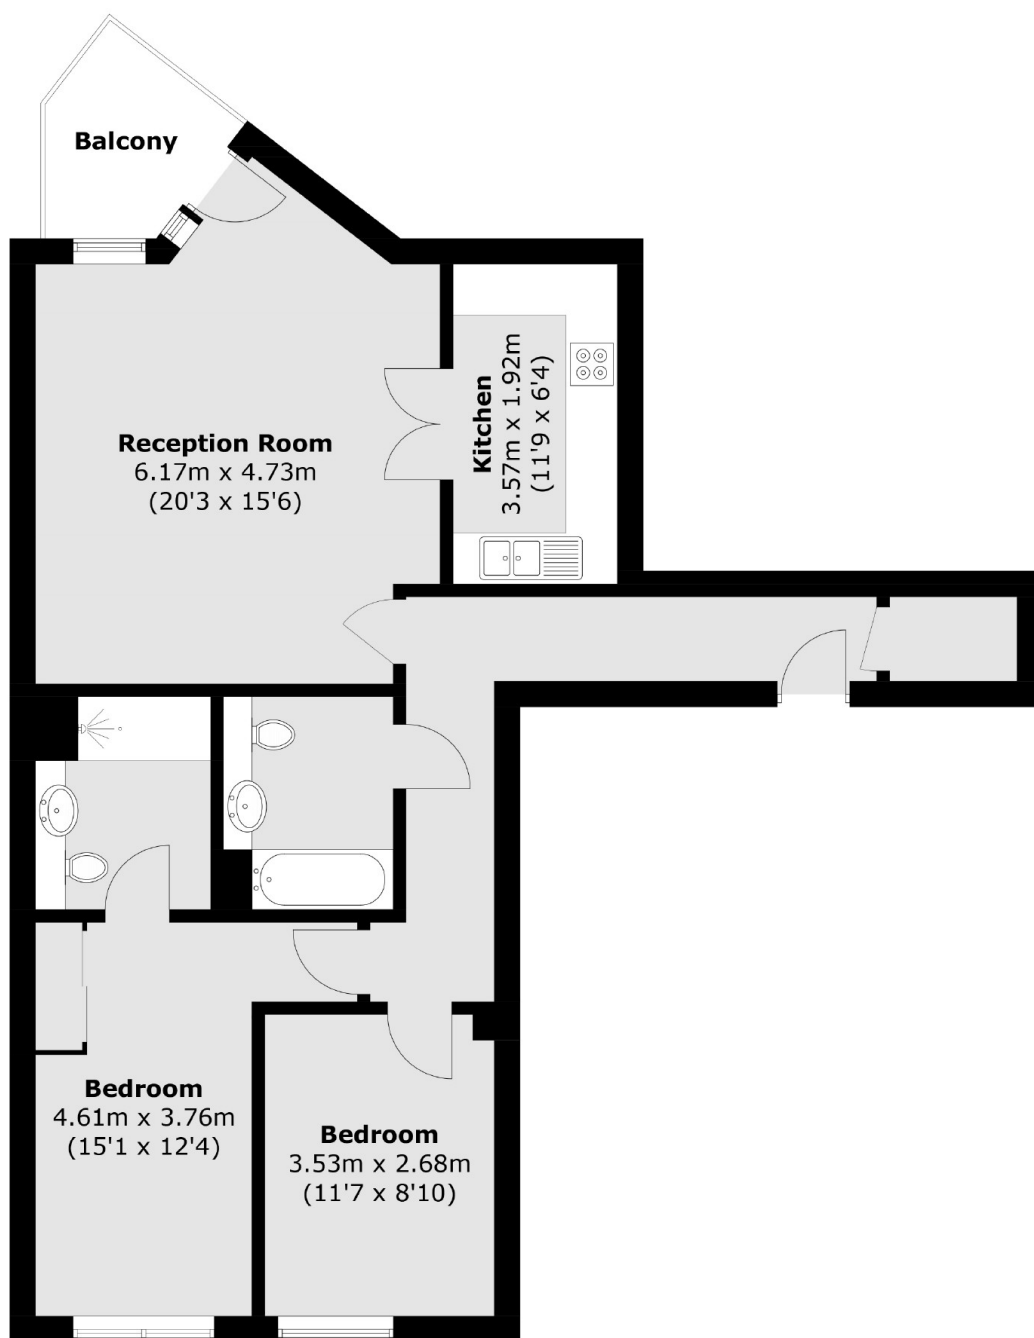 Balcony
Reception Room
6.17m x 4.73m
(20'3 x 15'6)
Kitchen
3.57m x 1.92m
(11'9 x 6'4)
Bedroom
4.61m x 3.76m
(15'1 x 12'4)
Bedroom
3.53m x 2.68m
(11'7 x 8'10)